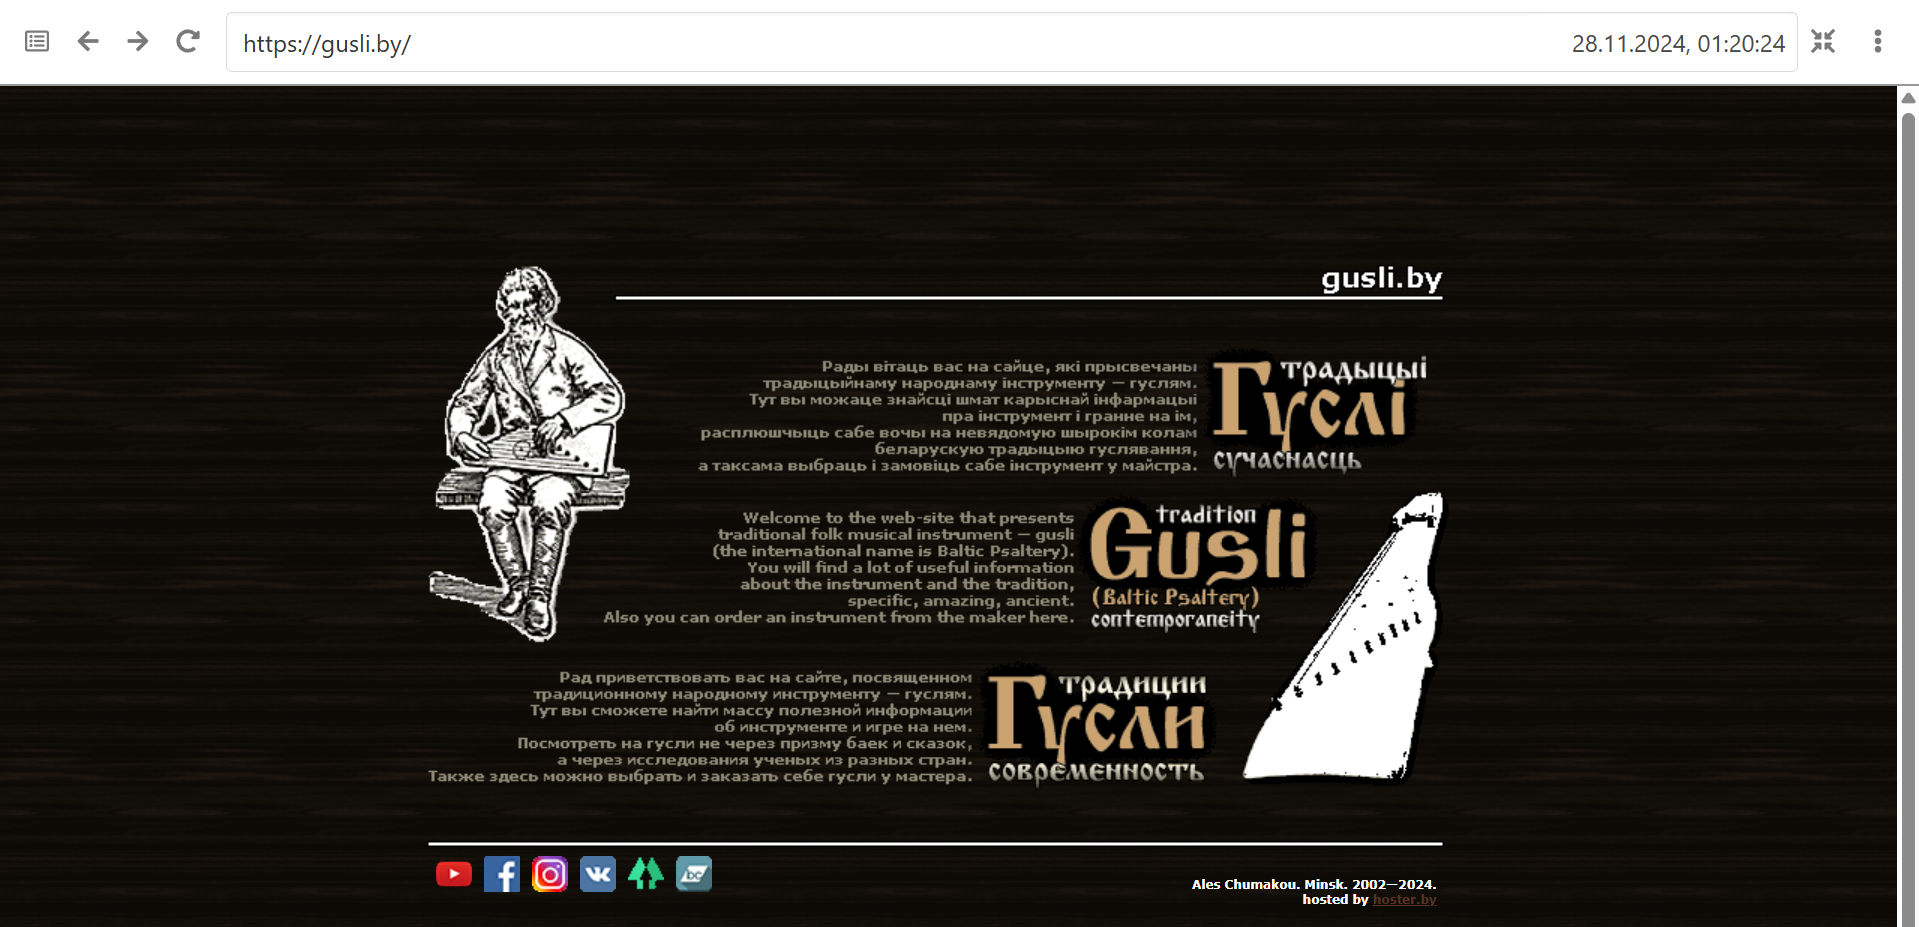 https://gusli.by/
28.11.2024, 01:20:24
gusli.by
Рады вітаць вас на сайце, які прысвечаны
традыцыйнаму народнаму інструменту — гуслям.
Тут вы можаце знайсці шмат карыснай інфармацыі
пра інструмент і гранне на ім,
расплюшчыць сабе вочы на невядомую шырокім колам
беларускую традыцыю гуслявання,
а таксама выбраць і замовіць сабе інструмент у майстра.
традыцыі
Гуслі
сучаснасць
Welcome to the web-site that presents
traditional folk musical instrument — gusli
(the international name is Baltic Psaltery).
You will find a lot of useful information
about the instrument and the tradition,
specific, amazing, ancient.
Also you can order an instrument from the maker here.
tradition
Gusli
(Baltic Psaltery)
contemporaneity
Рад приветствовать вас на сайте, посвященном
традиционному народному инструменту — гуслям.
Тут вы сможете найти массу полезной информации
об инструменте и игре на нем.
Посмотреть на гусли не через призму баек и сказок,
а через исследования ученых из разных стран.
Также здесь можно выбрать и заказать себе гусли у мастера.
традиции
Гусли
современность
Ales Chumakou. Minsk. 2002—2024.
hosted by hoster.by